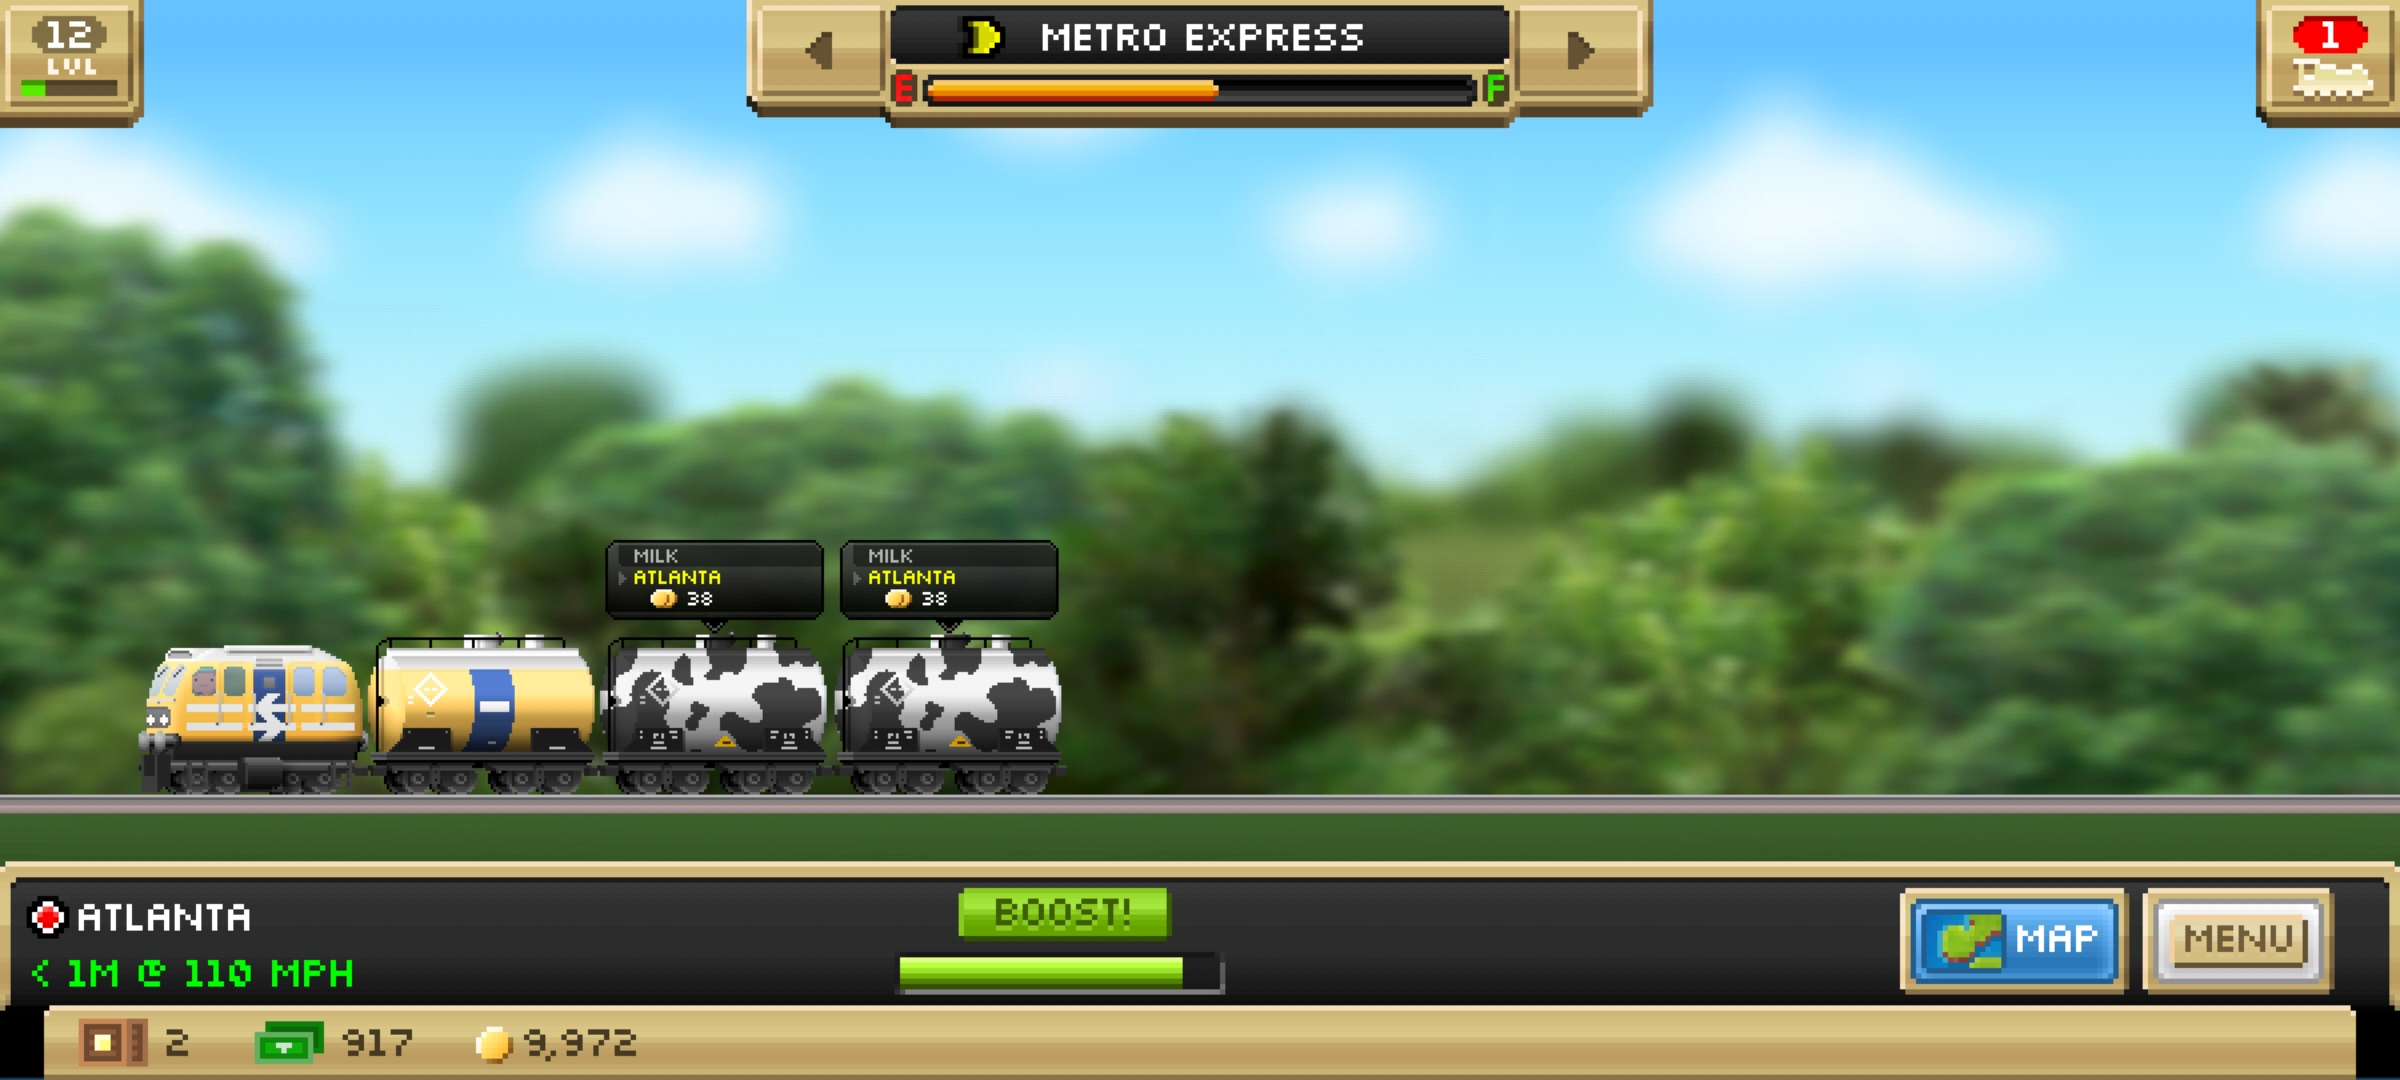 12
LVL
METRO EXPRESS
E F
1
MILK
ATLANTA
38
MILK
ATLANTA
38
ATLANTA
< 1M @ 110 MPH
BOOST!
MAP
MENU
2 917 9,972